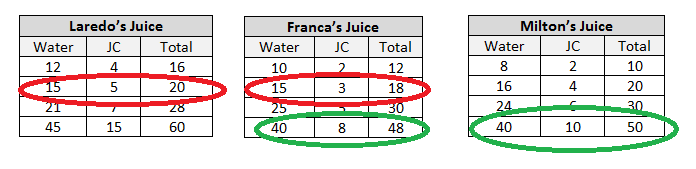 Laredo's Juice
Water JC Total
12 4 16
15 5 20
21 7 28
45 15 60
Franca's Juice
Water JC Total
10 2 12
15 3 18
25 5 30
40 8 48
Milton's Juice
Water JC Total
8 2 10
16 4 20
24 6 30
40 10 50